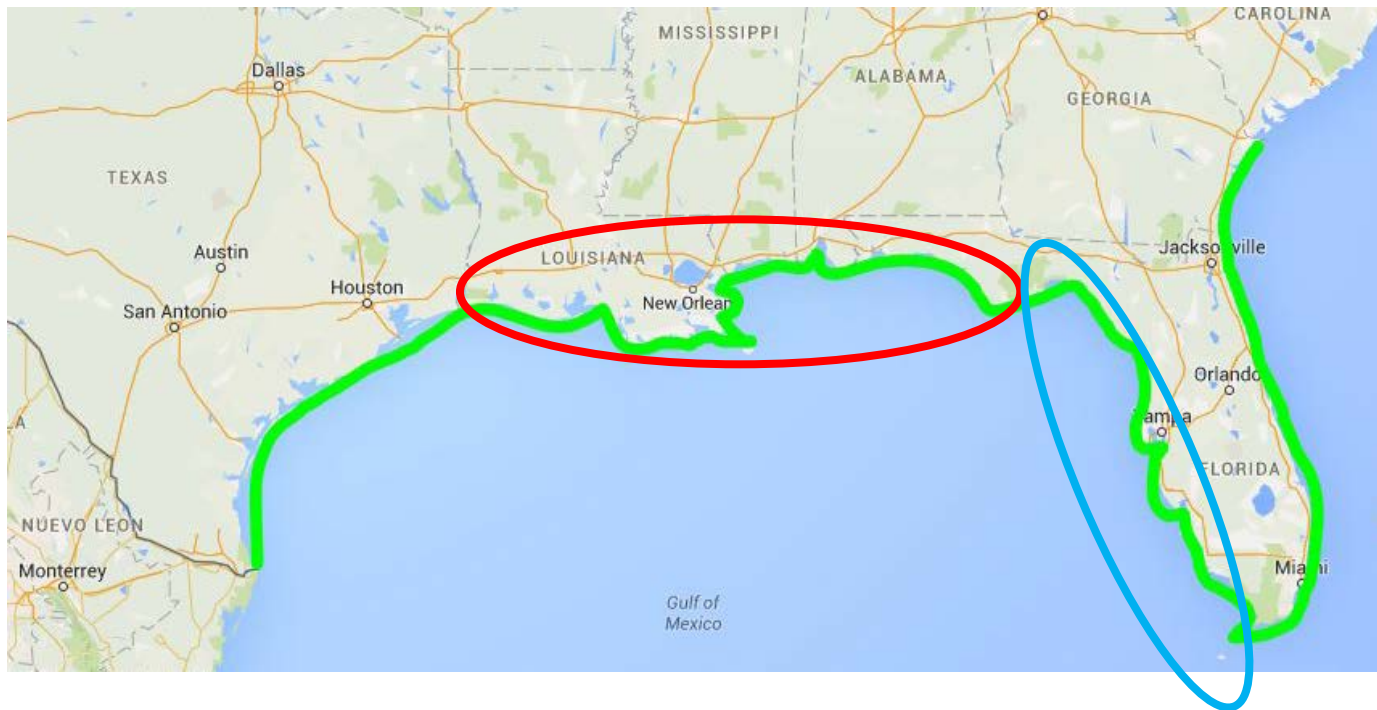 CAROLINA
MISSISSIPPI
Dallas
ALABAMA
GEORGIA
TEXAS
Austin
LOUISIANA
Jacksonville
Houston
New Orlean
San Antonio
Orlando
LA
Tampa
FLORIDA
NUEVO LEON
Monterrey
Miami
Gulf of
Mexico